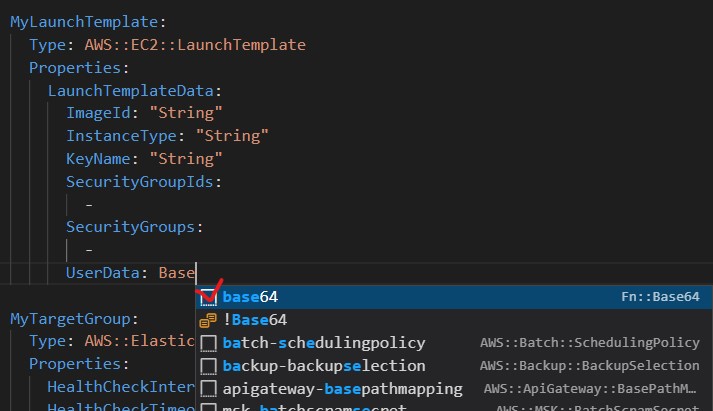 MyLaunchTemplate:
Type: AWS::EC2::LaunchTemplate
Properties:
LaunchTemplateData:
ImageId: "String"
InstanceType: "String"
KeyName: "String"
SecurityGroupIds:
-
SecurityGroups:
-
UserData: Base
base64 Fn::Base64
MyTargetGroup: !Base64
Type: AWS::Elastic batch-schedulingpolicy AWS::Batch::SchedulingPolicy
Properties: backup-backupselection AWS::Backup::BackupSelection
HealthCheckInter apigateway-basepathmapping AWS::ApiGateway::BasePathM…
HealthCheckTimeo msk-batchscramsecret AWS::MSK::BatchScramSecret